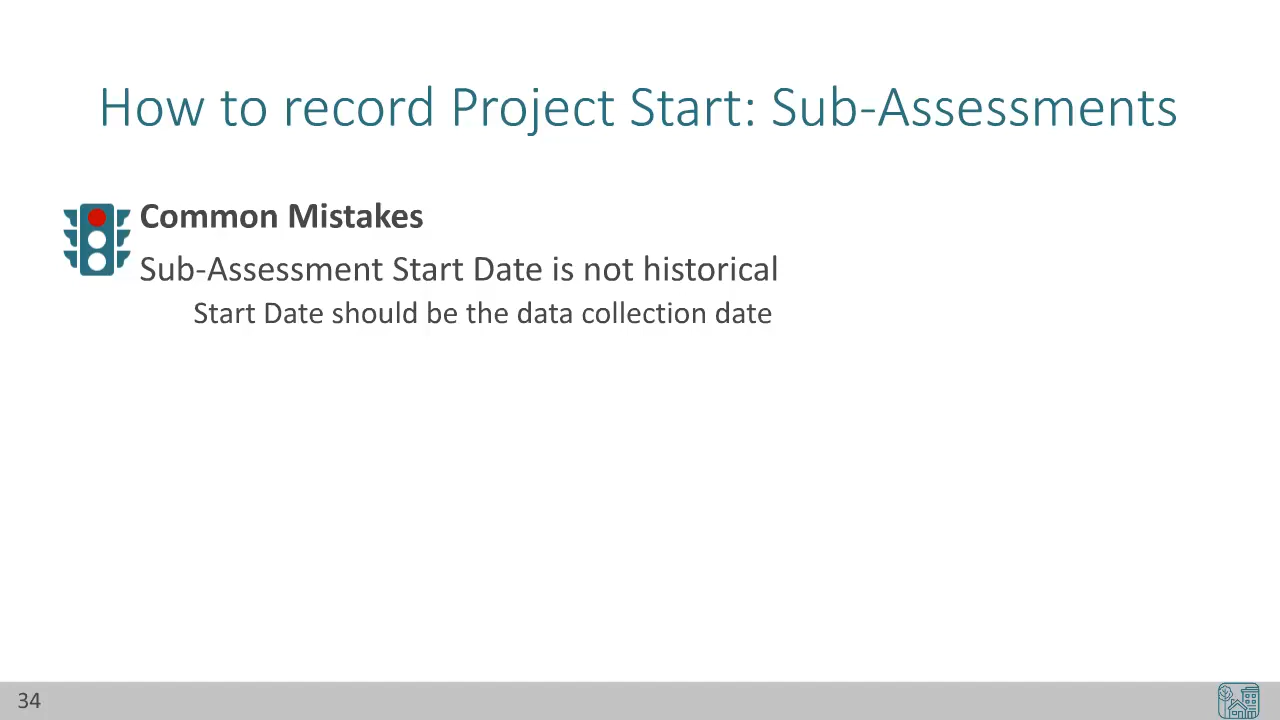 How to record Project Start: Sub-Assessments
Common Mistakes
Sub-Assessment Start Date is not historical
Start Date should be the data collection date
34